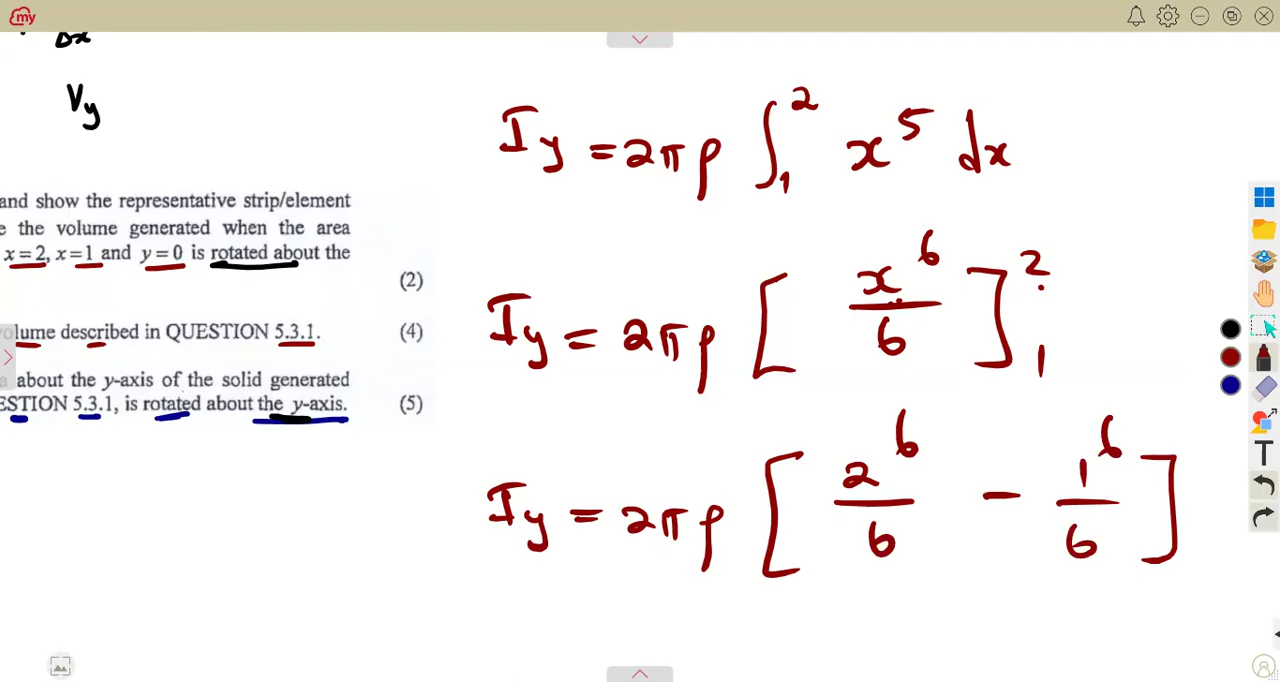 my
Δx
Vy
and show the representative strip/element
e the volume generated when the area
x=2, x=1 and y=0 is rotated about the
(2)
olume described in QUESTION 5.3.1. (4)
a about the y-axis of the solid generated
ESTION 5.3.1, is rotated about the y-axis. (5)
Iy = 2πρ ∫₁² x⁵ dx
Iy = 2πρ [ x⁶/6 ]₁²
Iy = 2πρ [ 2⁶/6 − 1⁶/6 ]
T